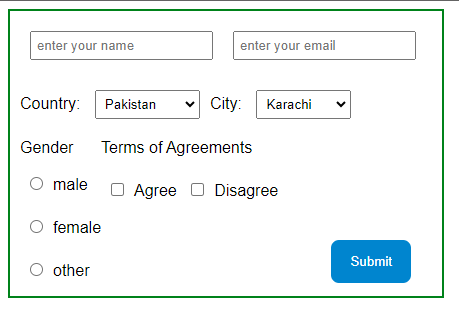 enter your name enter your email
Country: Pakistan City: Karachi
Gender Terms of Agreements
male Agree Disagree
female
other
Submit